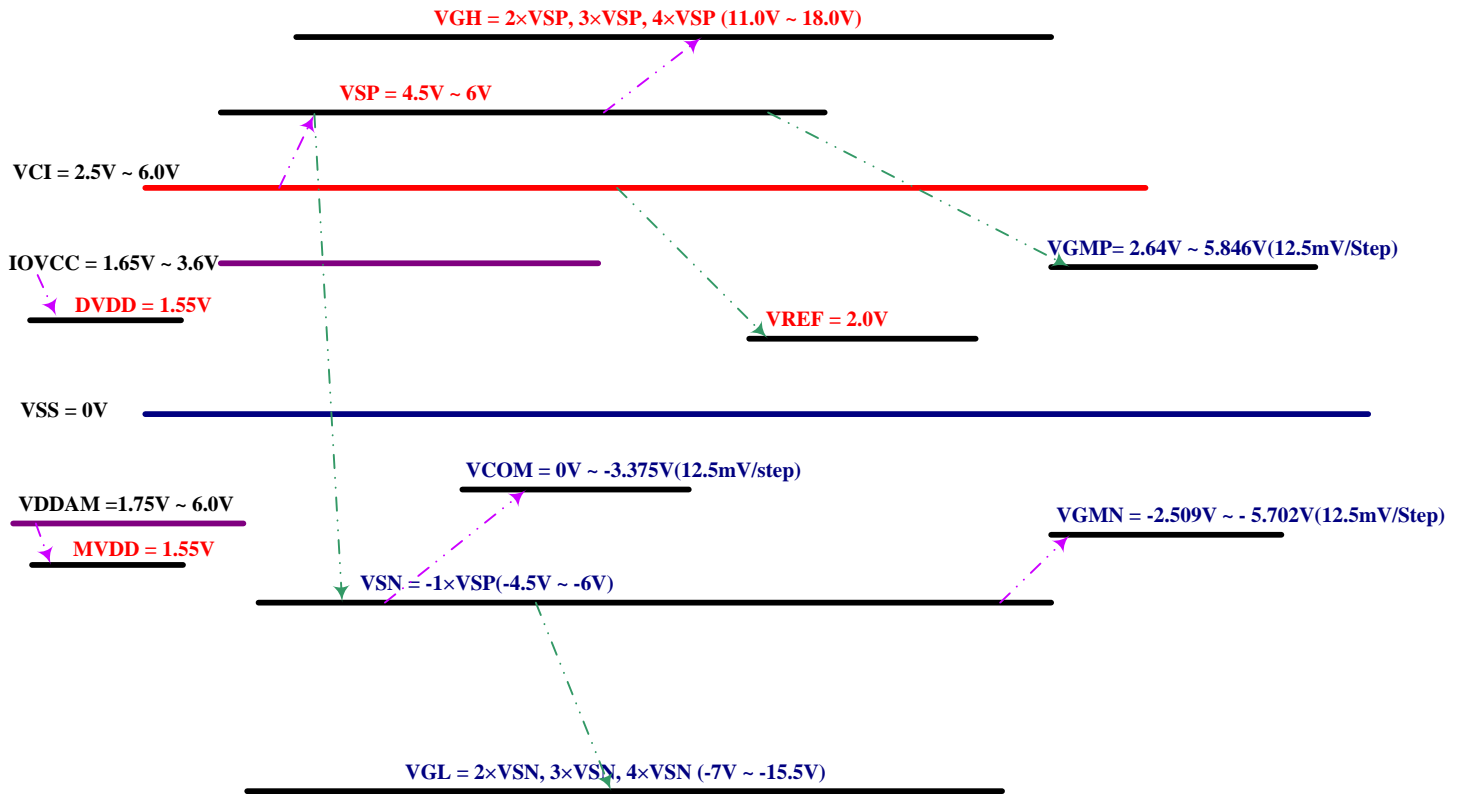 VGH = 2×VSP, 3×VSP, 4×VSP (11.0V ~ 18.0V)
VSP = 4.5V ~ 6V
VCI = 2.5V ~ 6.0V
VGMP= 2.64V ~ 5.846V(12.5mV/Step)
IOVCC = 1.65V ~ 3.6V
DVDD = 1.55V
VREF = 2.0V
VSS = 0V
VCOM = 0V ~ -3.375V(12.5mV/step)
VDDAM =1.75V ~ 6.0V
VGMN = -2.509V ~ - 5.702V(12.5mV/Step)
MVDD = 1.55V
VSN = -1×VSP(-4.5V ~ -6V)
VGL = 2×VSN, 3×VSN, 4×VSN (-7V ~ -15.5V)